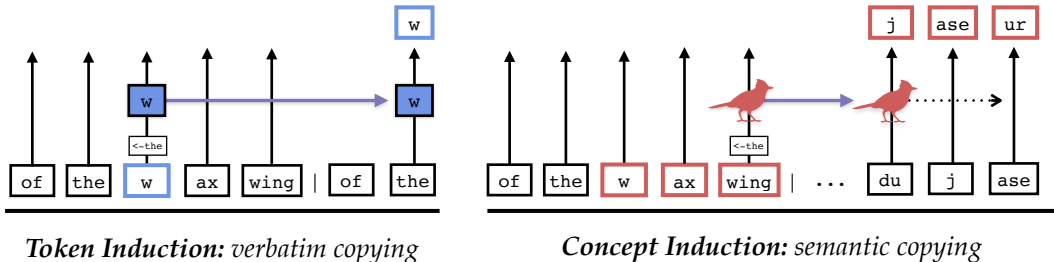 w j ase ur
w w
<-the <-the
of the w ax wing | of the of the w ax wing | ... du j ase
Token Induction: verbatim copying Concept Induction: semantic copying